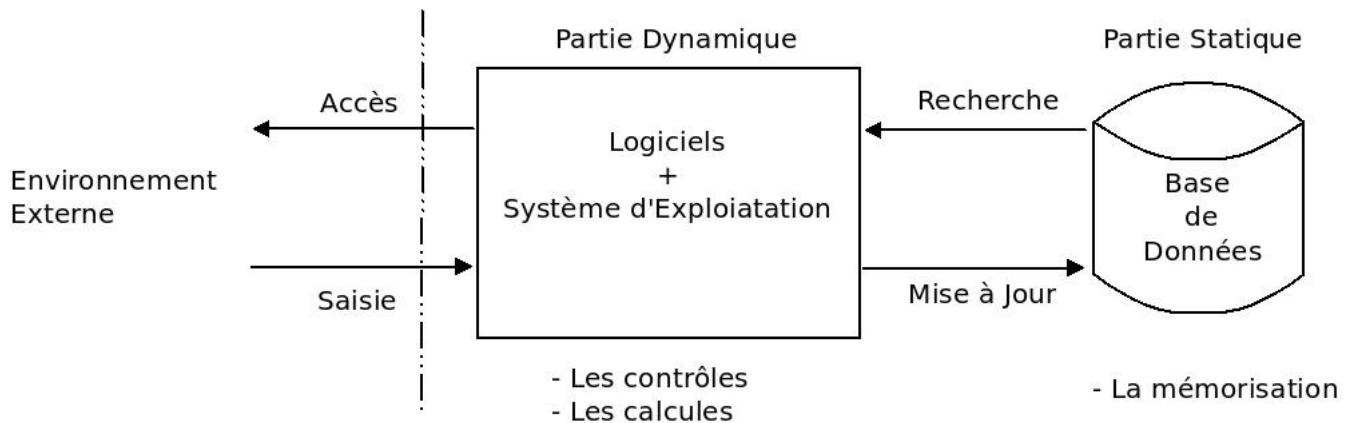 Partie Dynamique
Partie Statique
Accès
Recherche
Logiciels
+
Système d'Exploiatation
Environnement
Externe
Base
de
Données
Saisie
Mise à Jour
- Les contrôles
- Les calcules
- La mémorisation